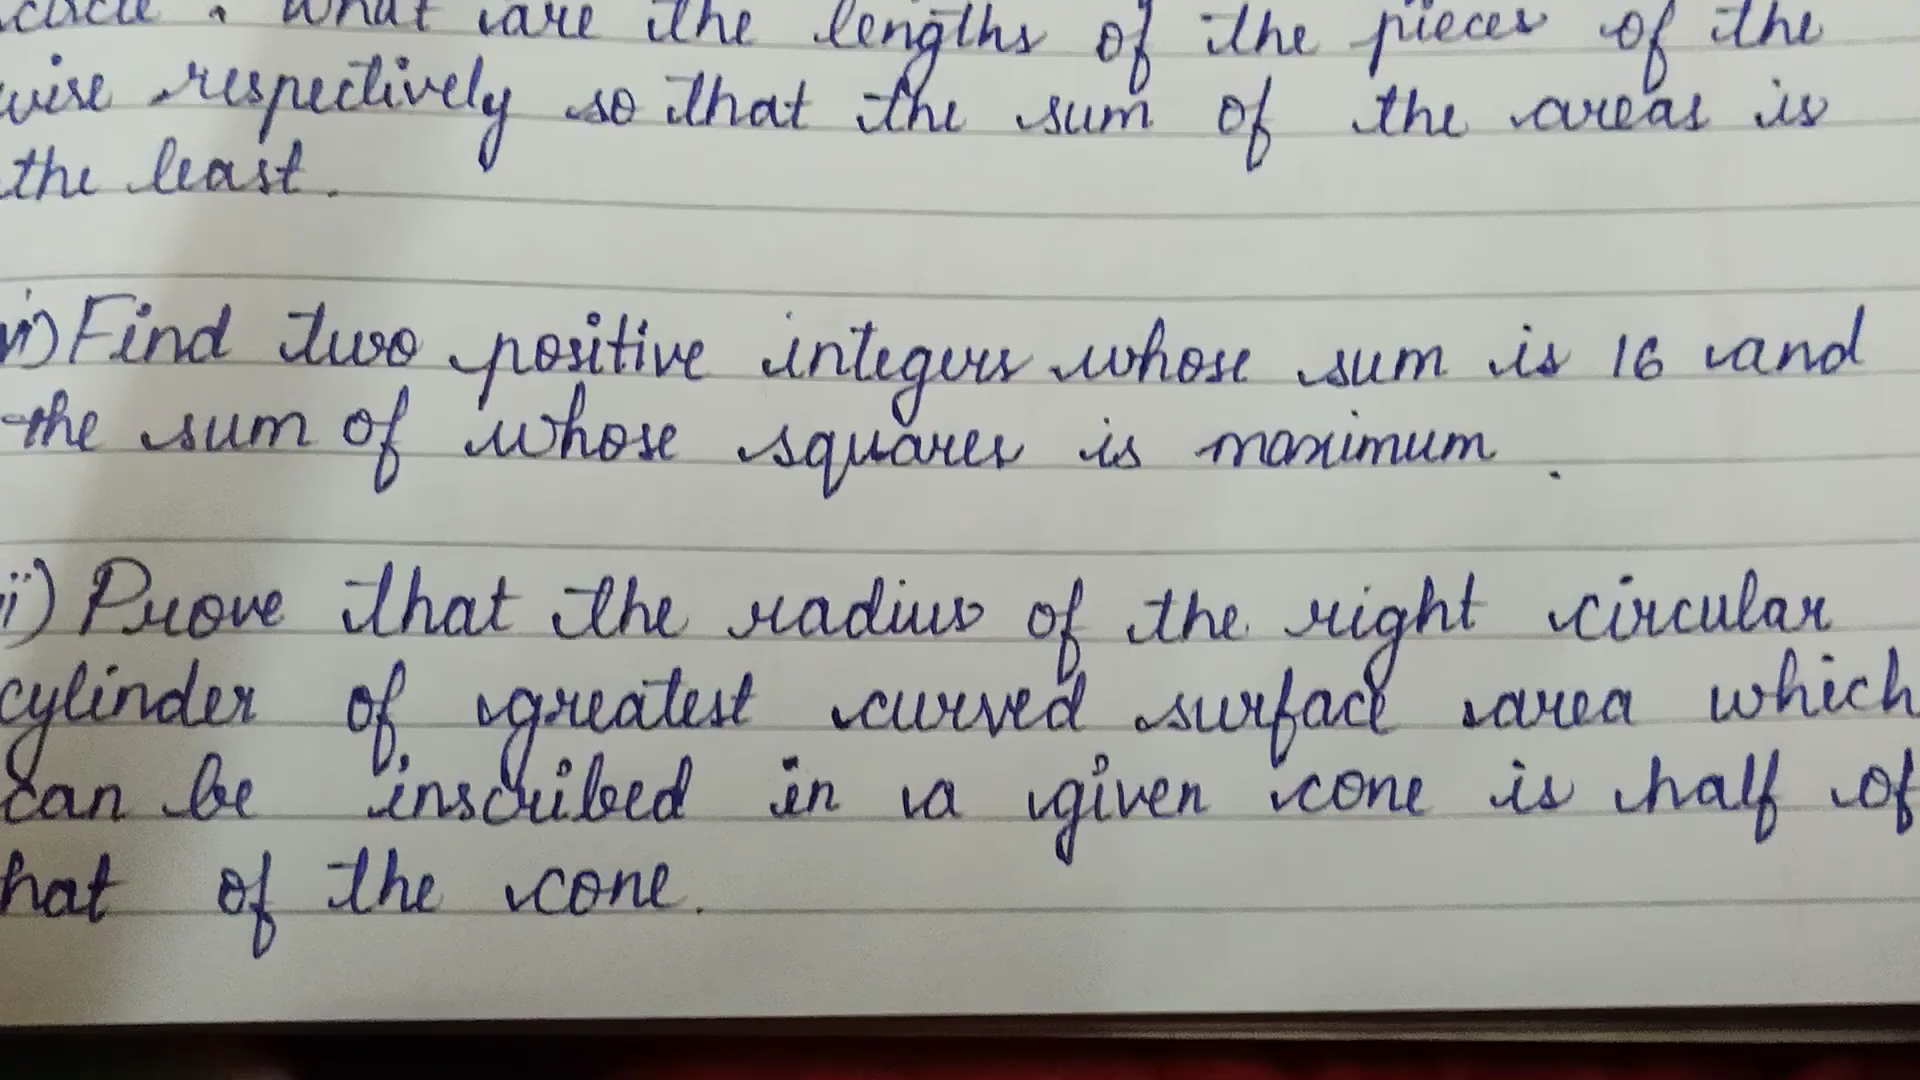 circle. What are the lengths of the pieces of the
wire respectively so that the sum of the areas is
the least.
vi) Find two positive integers whose sum is 16 and
the sum of whose squares is maximum.
ii) Prove that the radius of the right circular
cylinder of greatest curved surface area which
can be inscribed in a given cone is half of
hat of the cone.